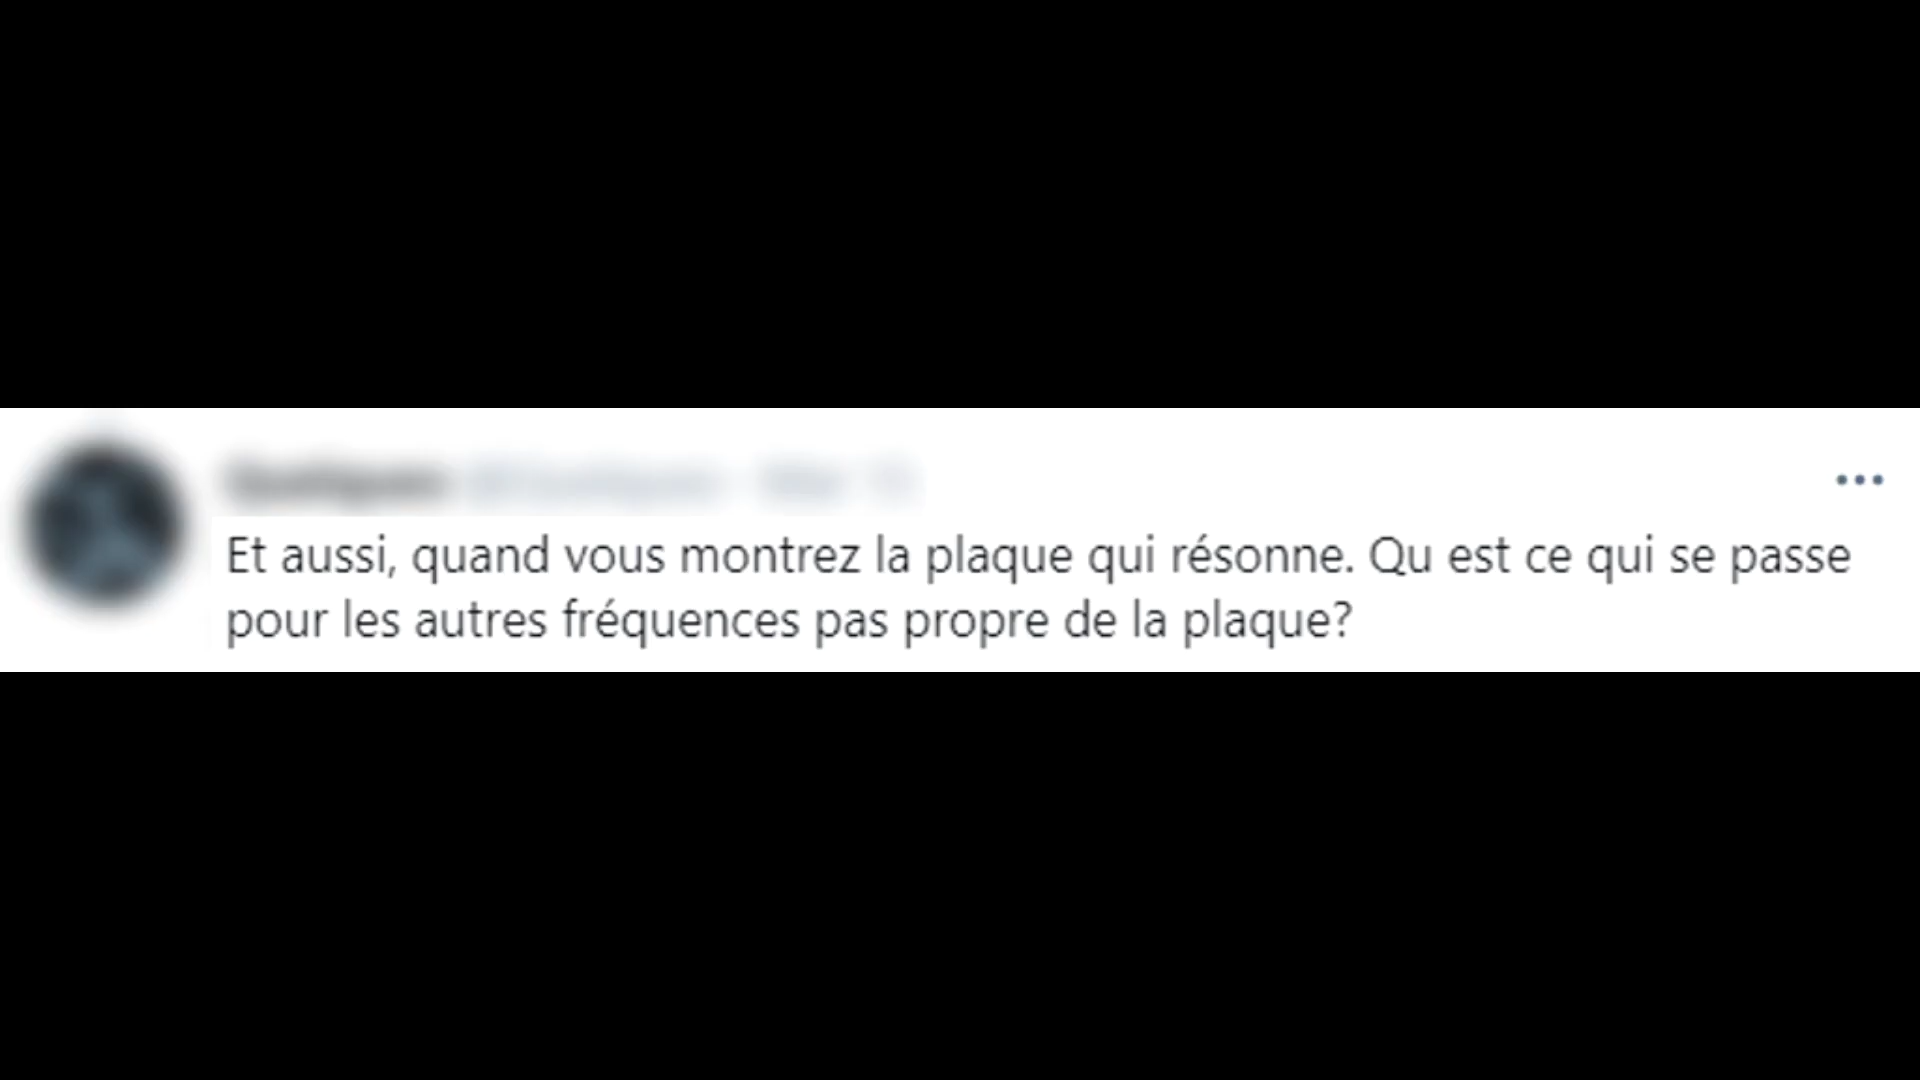 Et aussi, quand vous montrez la plaque qui résonne. Qu est ce qui se passe
pour les autres fréquences pas propre de la plaque?